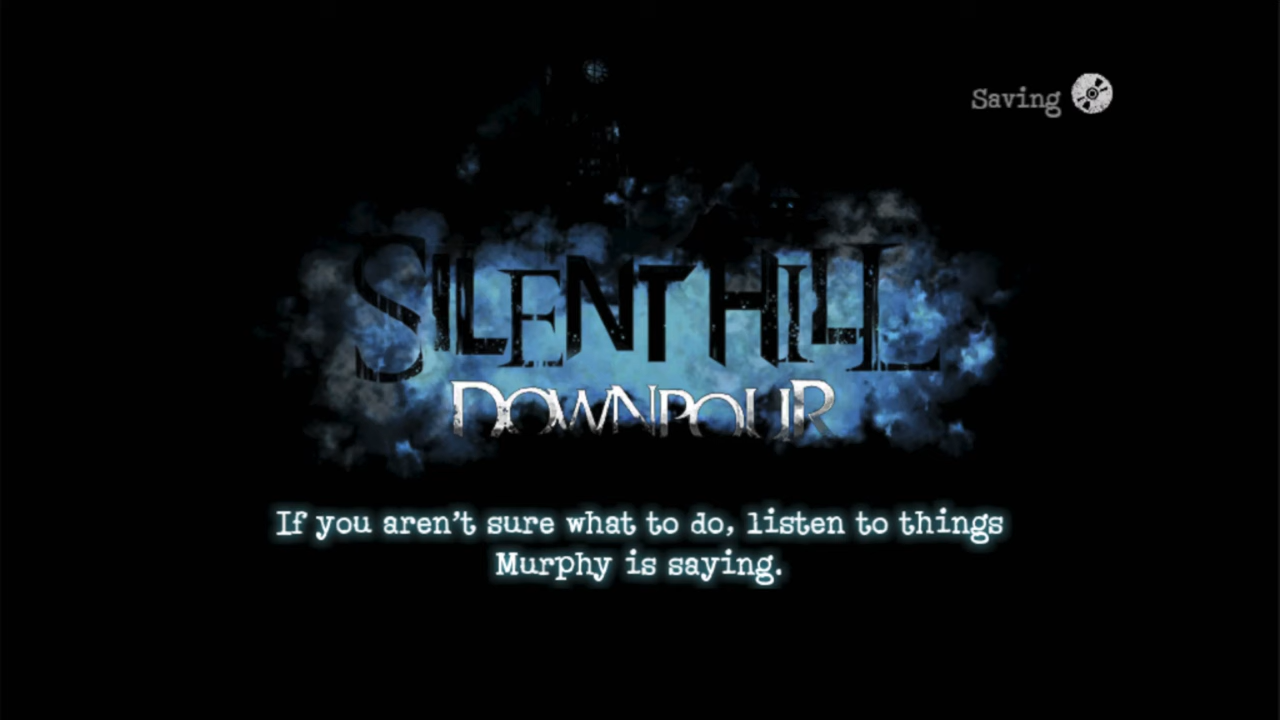 Saving
SILENT HILL
DOWNPOUR
If you aren't sure what to do, listen to things
Murphy is saying.